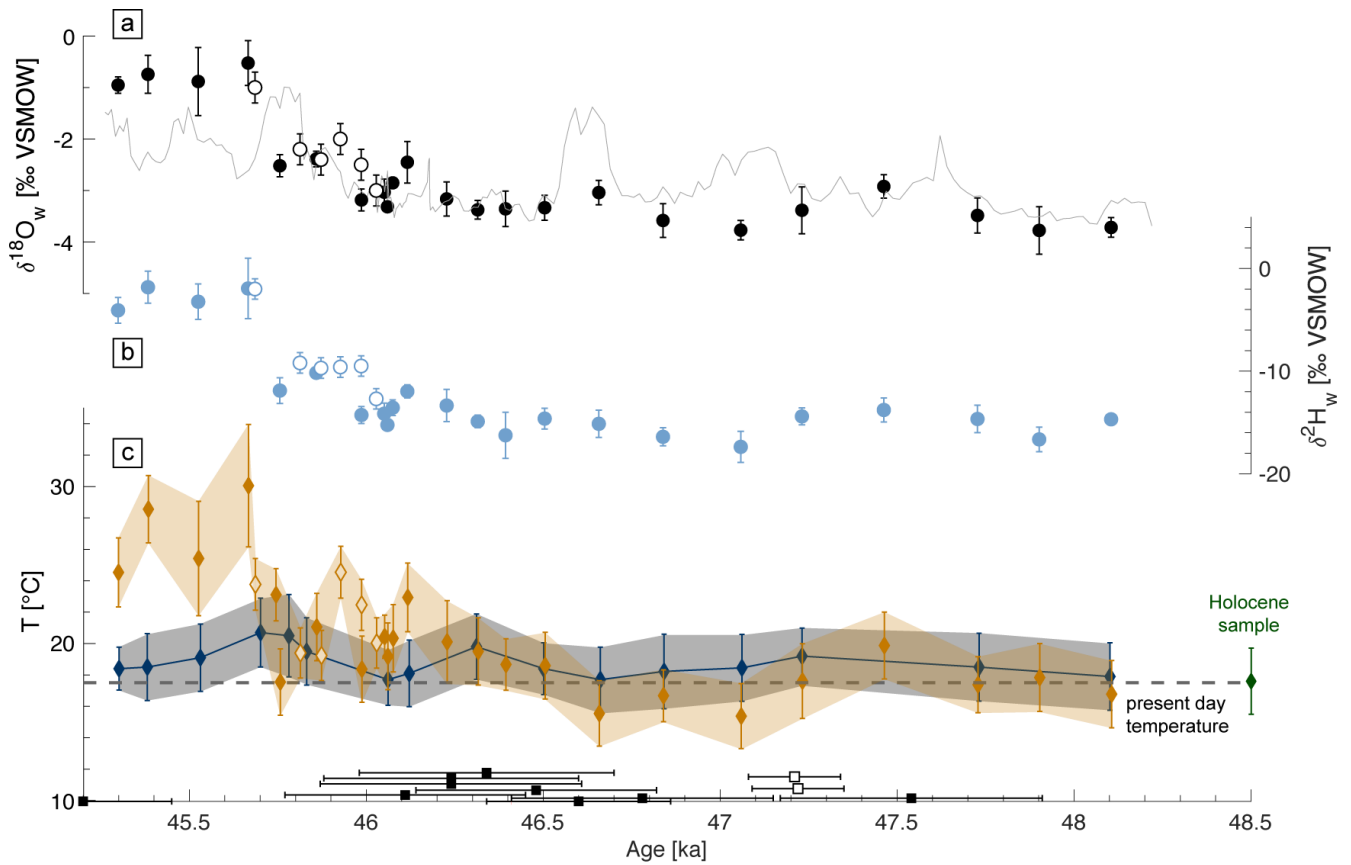 a
0
-2
-4
δ18Ow [‰ VSMOW]
0
-10
-20
δ2Hw [‰ VSMOW]
b
c
30
20
10
T [°C]
Holocene
sample
present day
temperature
45.5
46
46.5
47
47.5
48
48.5
Age [ka]